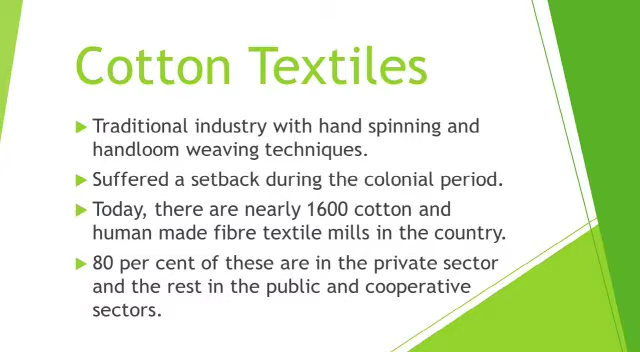 Cotton Textiles
Traditional industry with hand spinning and
handloom weaving techniques.
Suffered a setback during the colonial period.
Today, there are nearly 1600 cotton and
human made fibre textile mills in the country.
80 per cent of these are in the private sector
and the rest in the public and cooperative
sectors.